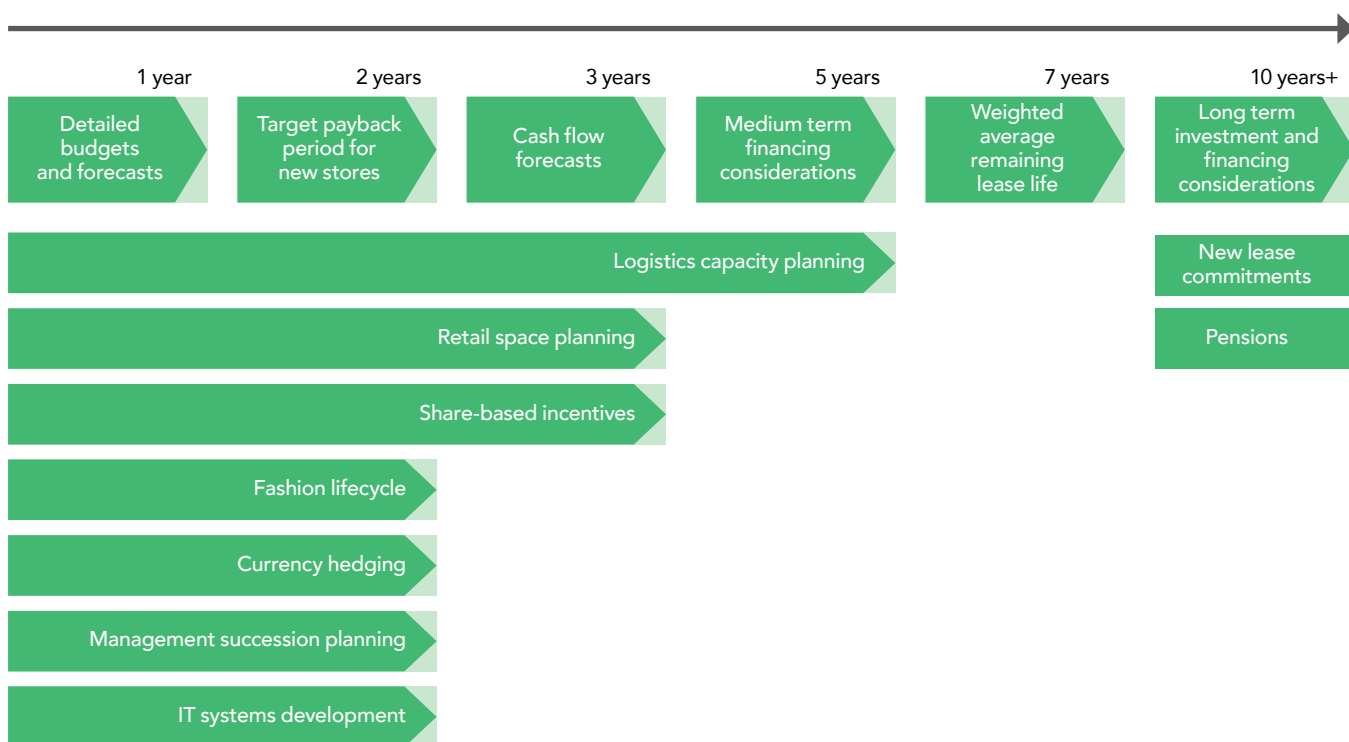 1 year
2 years
3 years
5 years
7 years
10 years+
Detailed
budgets
and forecasts
Target payback
period for
new stores
Cash flow
forecasts
Medium term
financing
considerations
Weighted
average
remaining
lease life
Long term
investment and
financing
considerations
Logistics capacity planning
New lease
commitments
Retail space planning
Pensions
Share-based incentives
Fashion lifecycle
Currency hedging
Management succession planning
IT systems development